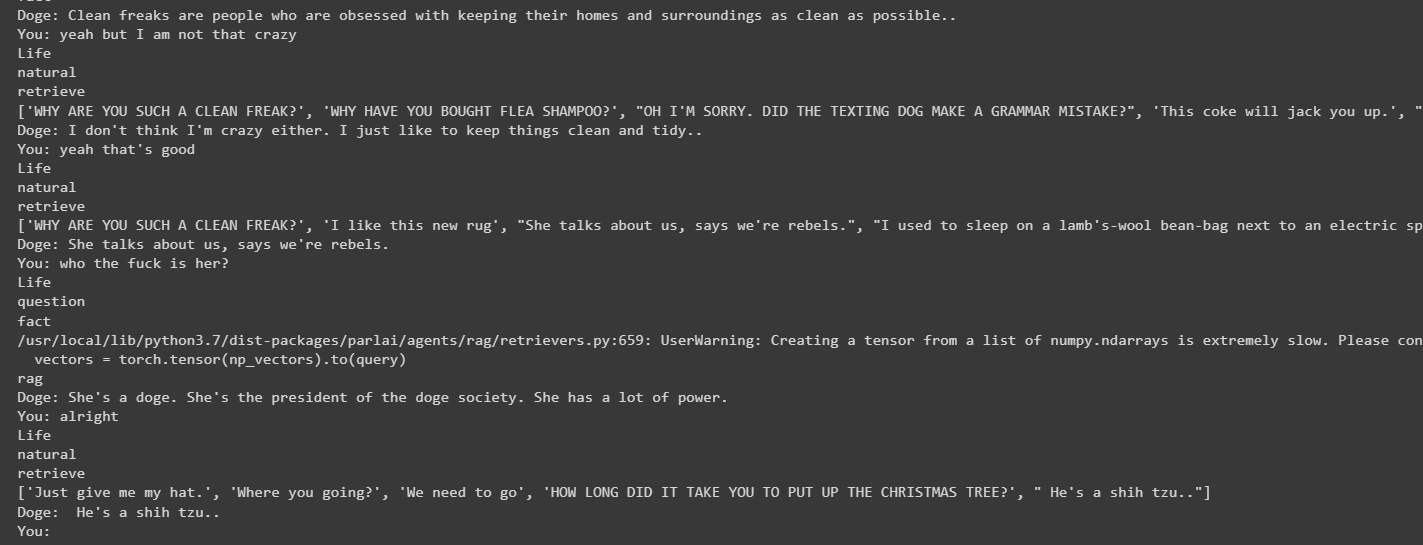 Doge: Clean freaks are people who are obsessed with keeping their homes and surroundings as clean as possible..
You: yeah but I am not that crazy
Life
natural
retrieve
['WHY ARE YOU SUCH A CLEAN FREAK?', 'WHY HAVE YOU BOUGHT FLEA SHAMPOO?', "OH I'M SORRY. DID THE TEXTING DOG MAKE A GRAMMAR MISTAKE?", 'This coke will jack you up.', "
Doge: I don't think I'm crazy either. I just like to keep things clean and tidy..
You: yeah that's good
Life
natural
retrieve
['WHY ARE YOU SUCH A CLEAN FREAK?', 'I like this new rug', "She talks about us, says we're rebels.", "I used to sleep on a lamb's-wool bean-bag next to an electric sp
Doge: She talks about us, says we're rebels.
You: who the fuck is her?
Life
question
fact
/usr/local/lib/python3.7/dist-packages/parlai/agents/rag/retrievers.py:659: UserWarning: Creating a tensor from a list of numpy.ndarrays is extremely slow. Please con
  vectors = torch.tensor(np_vectors).to(query)
rag
Doge: She's a doge. She's the president of the doge society. She has a lot of power.
You: alright
Life
natural
retrieve
['Just give me my hat.', 'Where you going?', 'We need to go', 'HOW LONG DID IT TAKE YOU TO PUT UP THE CHRISTMAS TREE?', " He's a shih tzu.."]
Doge:  He's a shih tzu..
You: